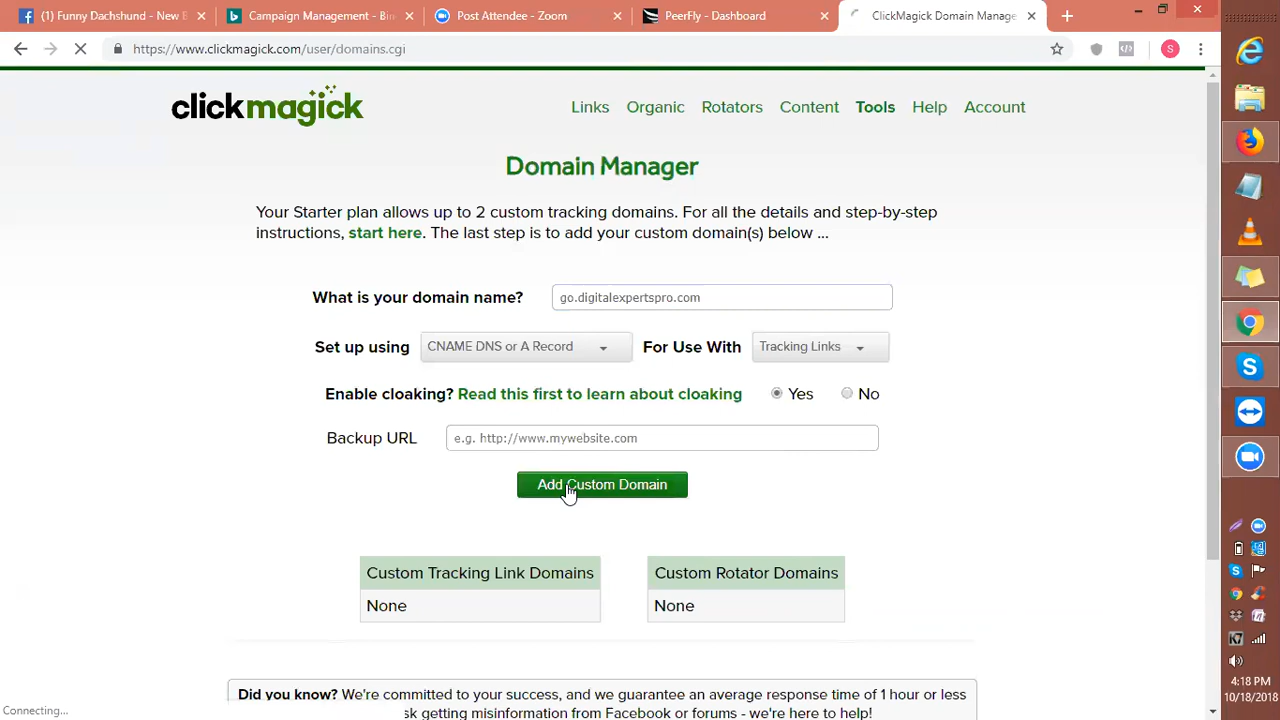 (1) Funny Dachshund - New B
Campaign Management - Bin
Post Attendee - Zoom
PeerFly - Dashboard
ClickMagick Domain Manage
https://www.clickmagick.com/user/domains.cgi
S
clickmagick
Links Organic Rotators Content Tools Help Account
Domain Manager
Your Starter plan allows up to 2 custom tracking domains. For all the details and step-by-step
instructions, start here. The last step is to add your custom domain(s) below ...
What is your domain name? go.digitalexpertspro.com
Set up using CNAME DNS or A Record For Use With Tracking Links
Enable cloaking? Read this first to learn about cloaking Yes No
Backup URL e.g. http://www.mywebsite.com
Add Custom Domain
Custom Tracking Link Domains Custom Rotator Domains
None None
Did you know? We're committed to your success, and we guarantee an average response time of 1 hour or less
sk getting misinformation from Facebook or forums - we're here to help!
Connecting...
K7
4:18 PM
10/18/2018